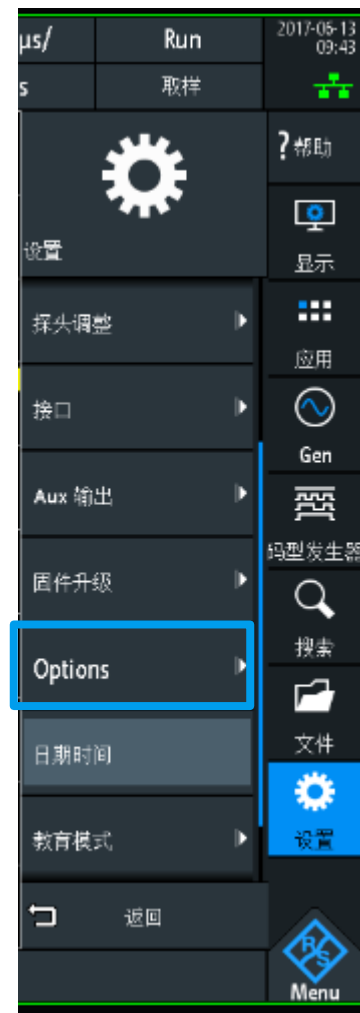 µs/
Run
2017-06-13
09:43
s
取样
?帮助
设置
显示
探头调整
应用
接口
Gen
Aux 输出
码型发生器
固件升级
搜索
Options
文件
日期时间
设置
教育模式
返回
R&S
Menu